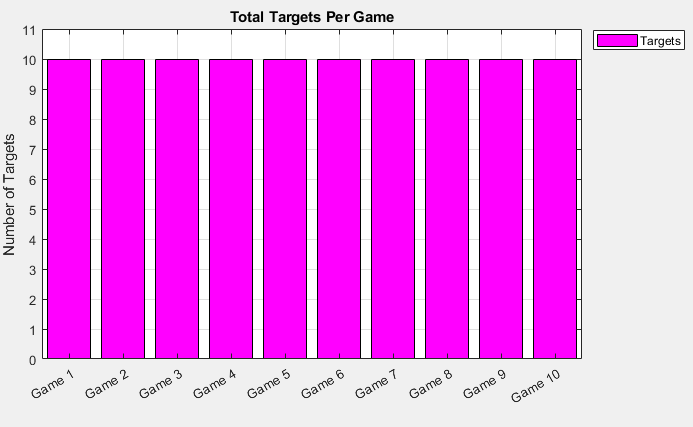 Total Targets Per Game
Targets
Number of Targets
11
10
9
8
7
6
5
4
3
2
1
0
Game 1
Game 2
Game 3
Game 4
Game 5
Game 6
Game 7
Game 8
Game 9
Game 10